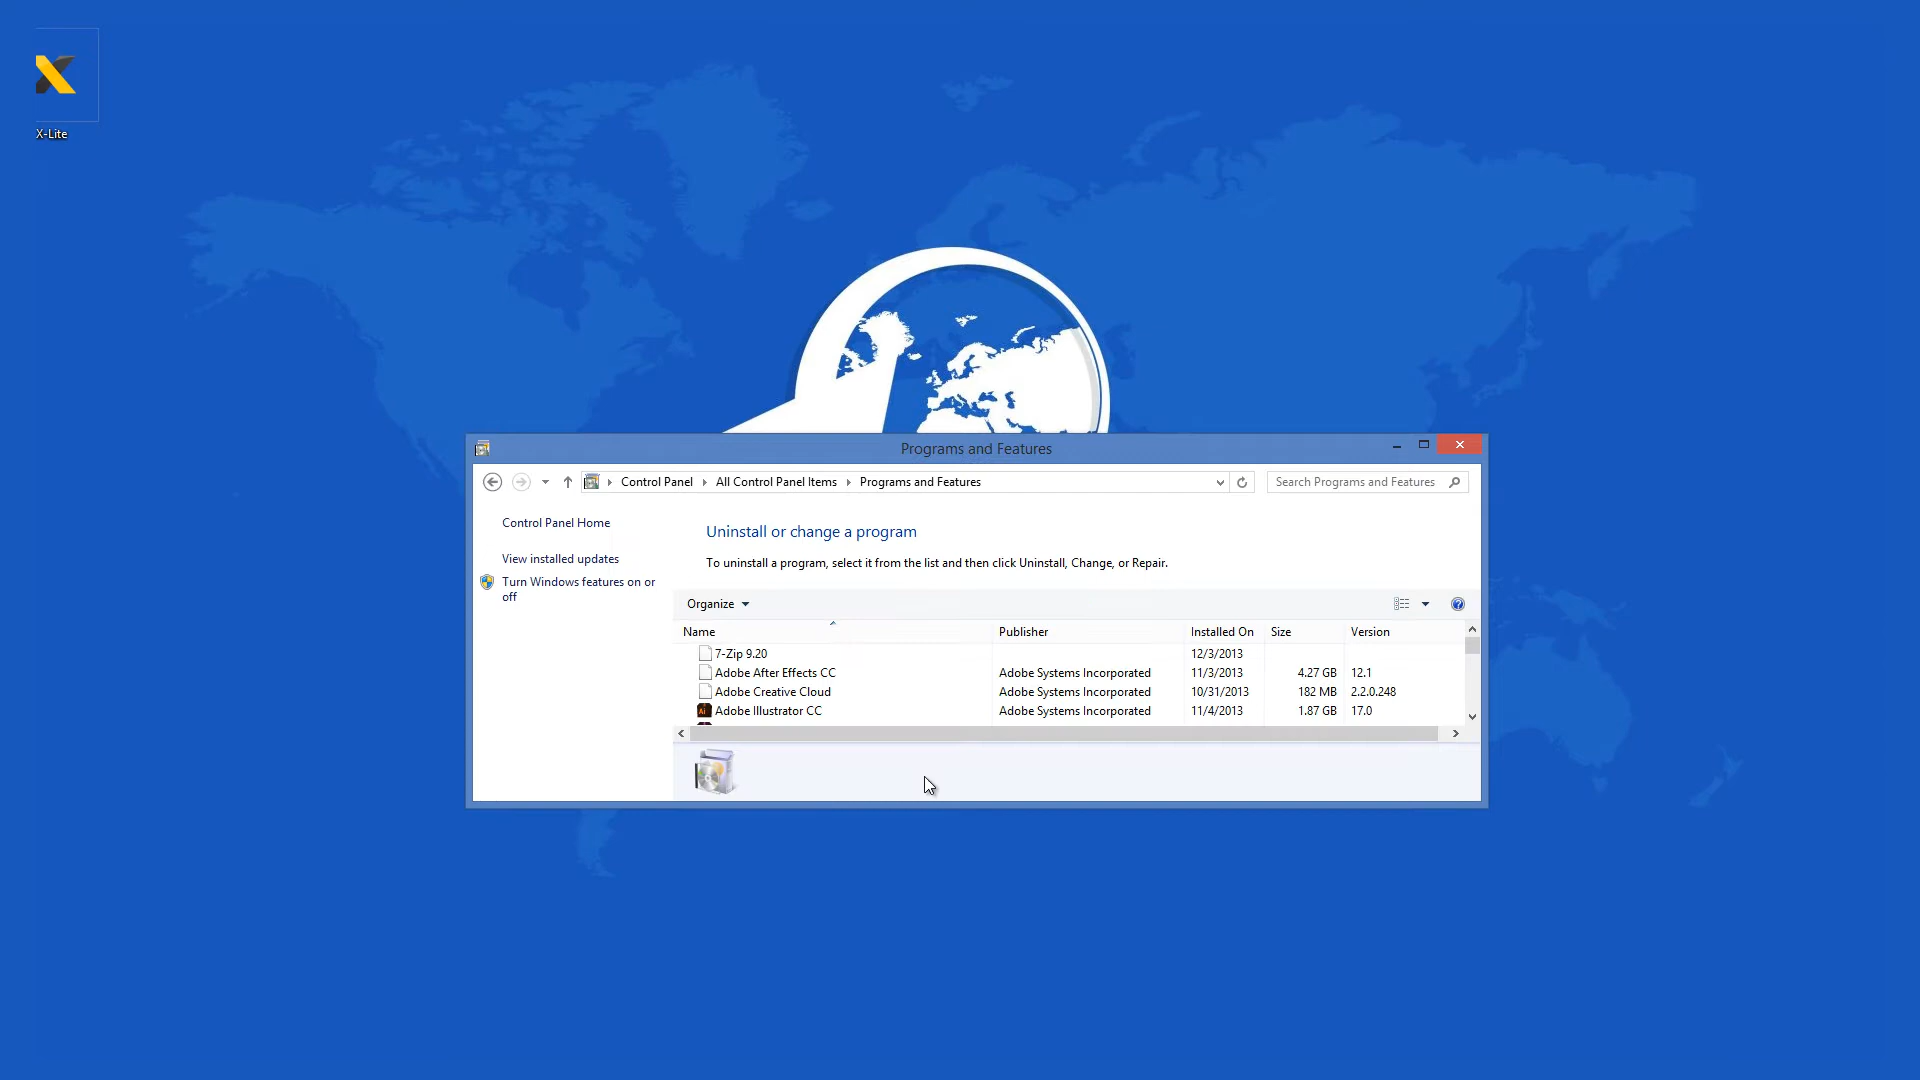 X-Lite
Programs and Features
Control Panel All Control Panel Items Programs and Features
Search Programs and Features
Control Panel Home
View installed updates
Turn Windows features on or
off
Uninstall or change a program
To uninstall a program, select it from the list and then click Uninstall, Change, or Repair.
Organize
Name Publisher Installed On Size Version
7-Zip 9.20 12/3/2013
Adobe After Effects CC Adobe Systems Incorporated 11/3/2013 4.27 GB 12.1
Adobe Creative Cloud Adobe Systems Incorporated 10/31/2013 182 MB 2.2.0.248
Ai Adobe Illustrator CC Adobe Systems Incorporated 11/4/2013 1.87 GB 17.0